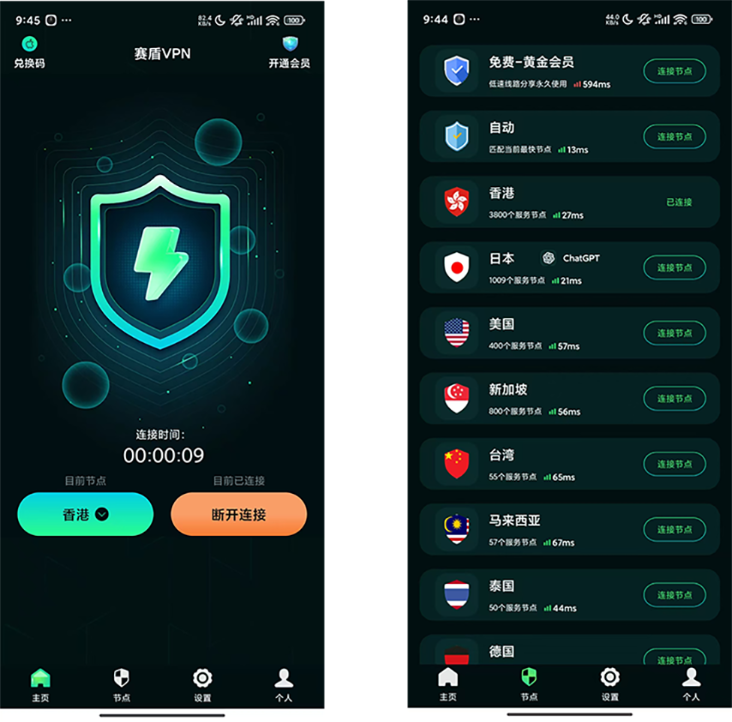 9:45
82.4 KB/S
HD
100
兑换码
赛盾VPN
开通会员
连接时间:
00:00:09
目前节点
目前已连接
香港
断开连接
主页
节点
设置
个人
9:44
44.0 KB/S
HD
100
免费-黄金会员
低速线路分享永久使用 594ms
连接节点
自动
匹配当前最快节点 13ms
连接节点
香港
3800个服务节点 27ms
已连接
日本 ChatGPT
1009个服务节点 21ms
连接节点
美国
400个服务节点 57ms
连接节点
新加坡
800个服务节点 56ms
连接节点
台湾
55个服务节点 65ms
连接节点
马来西亚
57个服务节点 67ms
连接节点
泰国
50个服务节点 44ms
连接节点
德国
连接节点
主页
节点
设置
个人